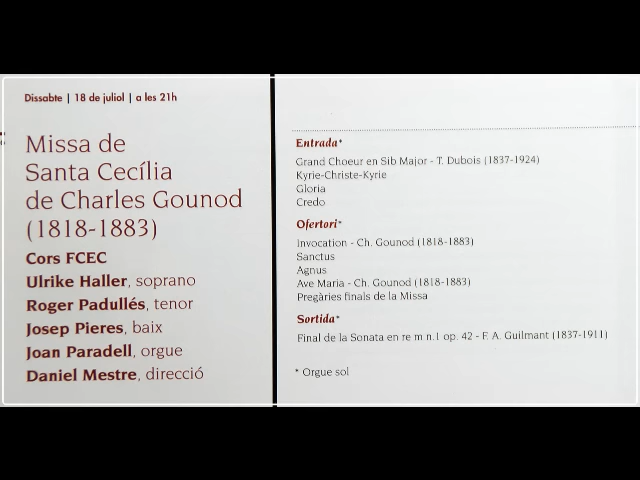 Dissabte | 18 de juliol | a les 21h
Missa de
Santa Cecília
de Charles Gounod
(1818-1883)
Cors FCEC
Ulrike Haller, soprano
Roger Padullés, tenor
Josep Pieres, baix
Joan Paradell, orgue
Daniel Mestre, direcció
Entrada*
Grand Choeur en Sib Major - T. Dubois (1837-1924)
Kyrie-Christe-Kyrie
Gloria
Credo
Ofertori*
Invocation - Ch. Gounod (1818-1883)
Sanctus
Agnus
Ave Maria - Ch. Gounod (1818-1883)
Pregàries finals de la Missa
Sortida*
Final de la Sonata en re m n.1 op. 42 - F. A. Guilmant (1837-1911)
* Orgue sol